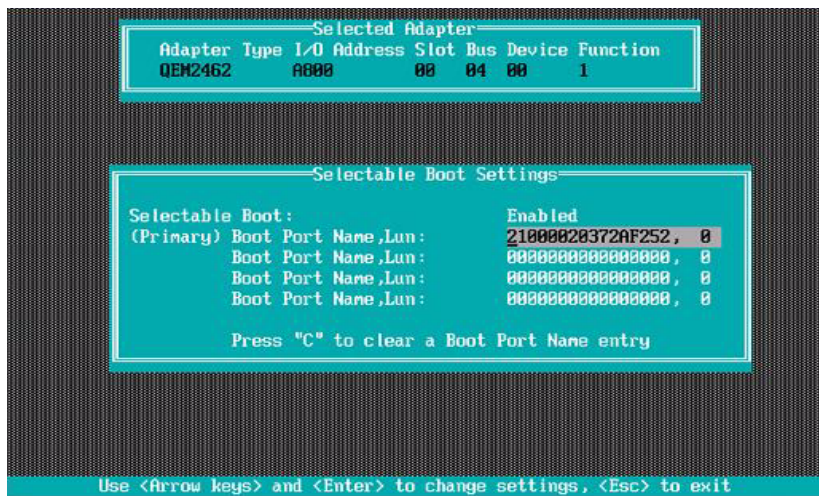 Selected Adapter
Adapter Type I/O Address Slot Bus Device Function
QEM2462 A800 00 04 00 1
Selectable Boot Settings
Selectable Boot: Enabled
(Primary) Boot Port Name,Lun: 21000020372AF252, 0
Boot Port Name,Lun: 0000000000000000, 0
Boot Port Name,Lun: 0000000000000000, 0
Boot Port Name,Lun: 0000000000000000, 0
Press "C" to clear a Boot Port Name entry
Use <Arrow keys> and <Enter> to change settings, <Esc> to exit